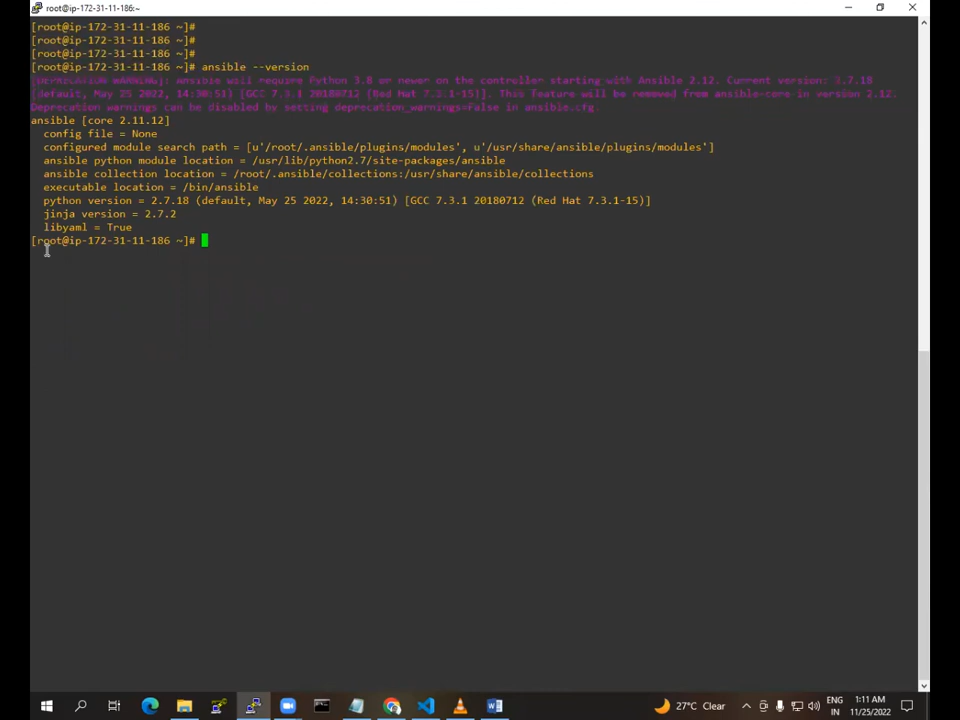 root@ip-172-31-11-186:~
[root@ip-172-31-11-186 ~]#
[root@ip-172-31-11-186 ~]#
[root@ip-172-31-11-186 ~]#
[root@ip-172-31-11-186 ~]# ansible --version
[DEPRECATION WARNING]: Ansible will require Python 3.8 or newer on the controller starting with Ansible 2.12. Current version: 2.7.18
(default, May 25 2022, 14:30:51) [GCC 7.3.1 20180712 (Red Hat 7.3.1-15)]. This feature will be removed from ansible-core in version 2.12.
Deprecation warnings can be disabled by setting deprecation_warnings=False in ansible.cfg.
ansible [core 2.11.12]
config file = None
configured module search path = [u'/root/.ansible/plugins/modules', u'/usr/share/ansible/plugins/modules']
ansible python module location = /usr/lib/python2.7/site-packages/ansible
ansible collection location = /root/.ansible/collections:/usr/share/ansible/collections
executable location = /bin/ansible
python version = 2.7.18 (default, May 25 2022, 14:30:51) [GCC 7.3.1 20180712 (Red Hat 7.3.1-15)]
jinja version = 2.7.2
libyaml = True
[root@ip-172-31-11-186 ~]#
27°C Clear
ENG
IN
1:11 AM
11/25/2022